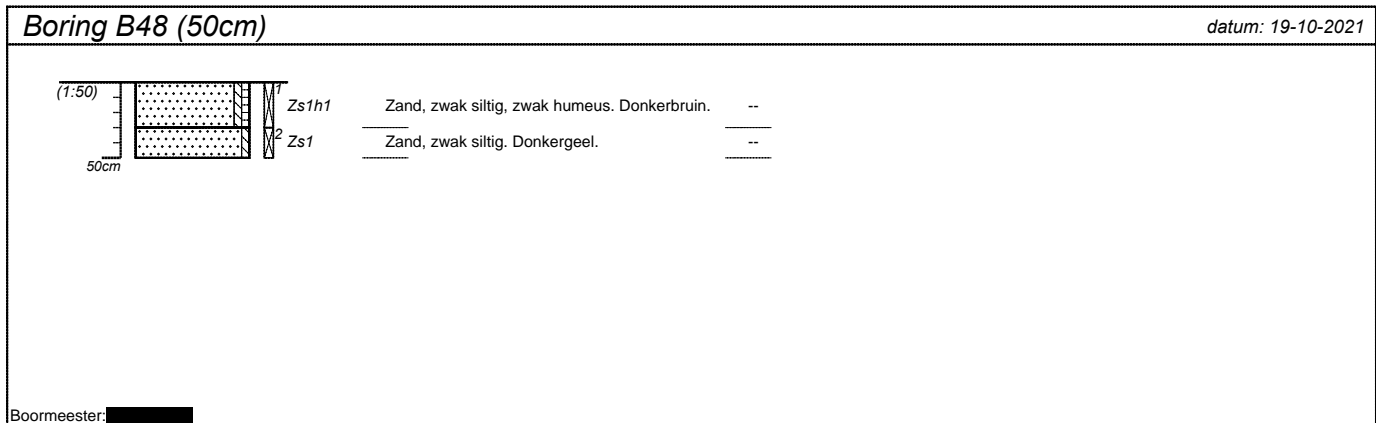 Boring B48 (50cm)
datum: 19-10-2021
(1:50)
1
Zs1h1 Zand, zwak siltig, zwak humeus. Donkerbruin. --
2
Zs1 Zand, zwak siltig. Donkergeel. --
50cm
Boormeester: